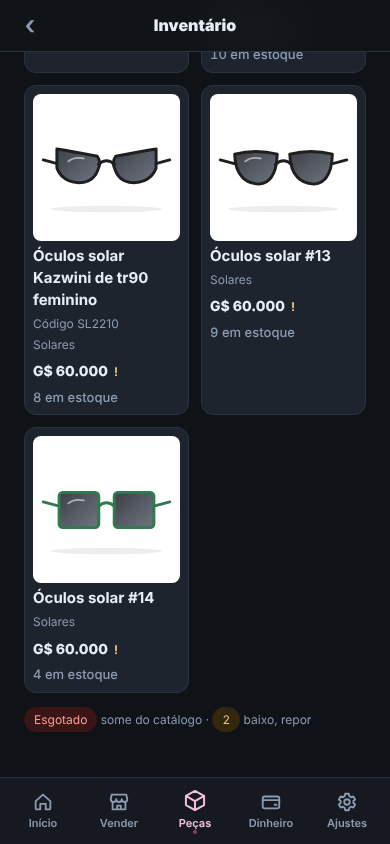 Inventário
10 em estoque
Óculos solar
Kazwini de tr90
feminino
Código SL2210
Solares
G$ 60.000 !
8 em estoque
Óculos solar #13
Solares
G$ 60.000 !
9 em estoque
Óculos solar #14
Solares
G$ 60.000 !
4 em estoque
Esgotado some do catálogo · 2 baixo, repor
Início Vender Peças Dinheiro Ajustes